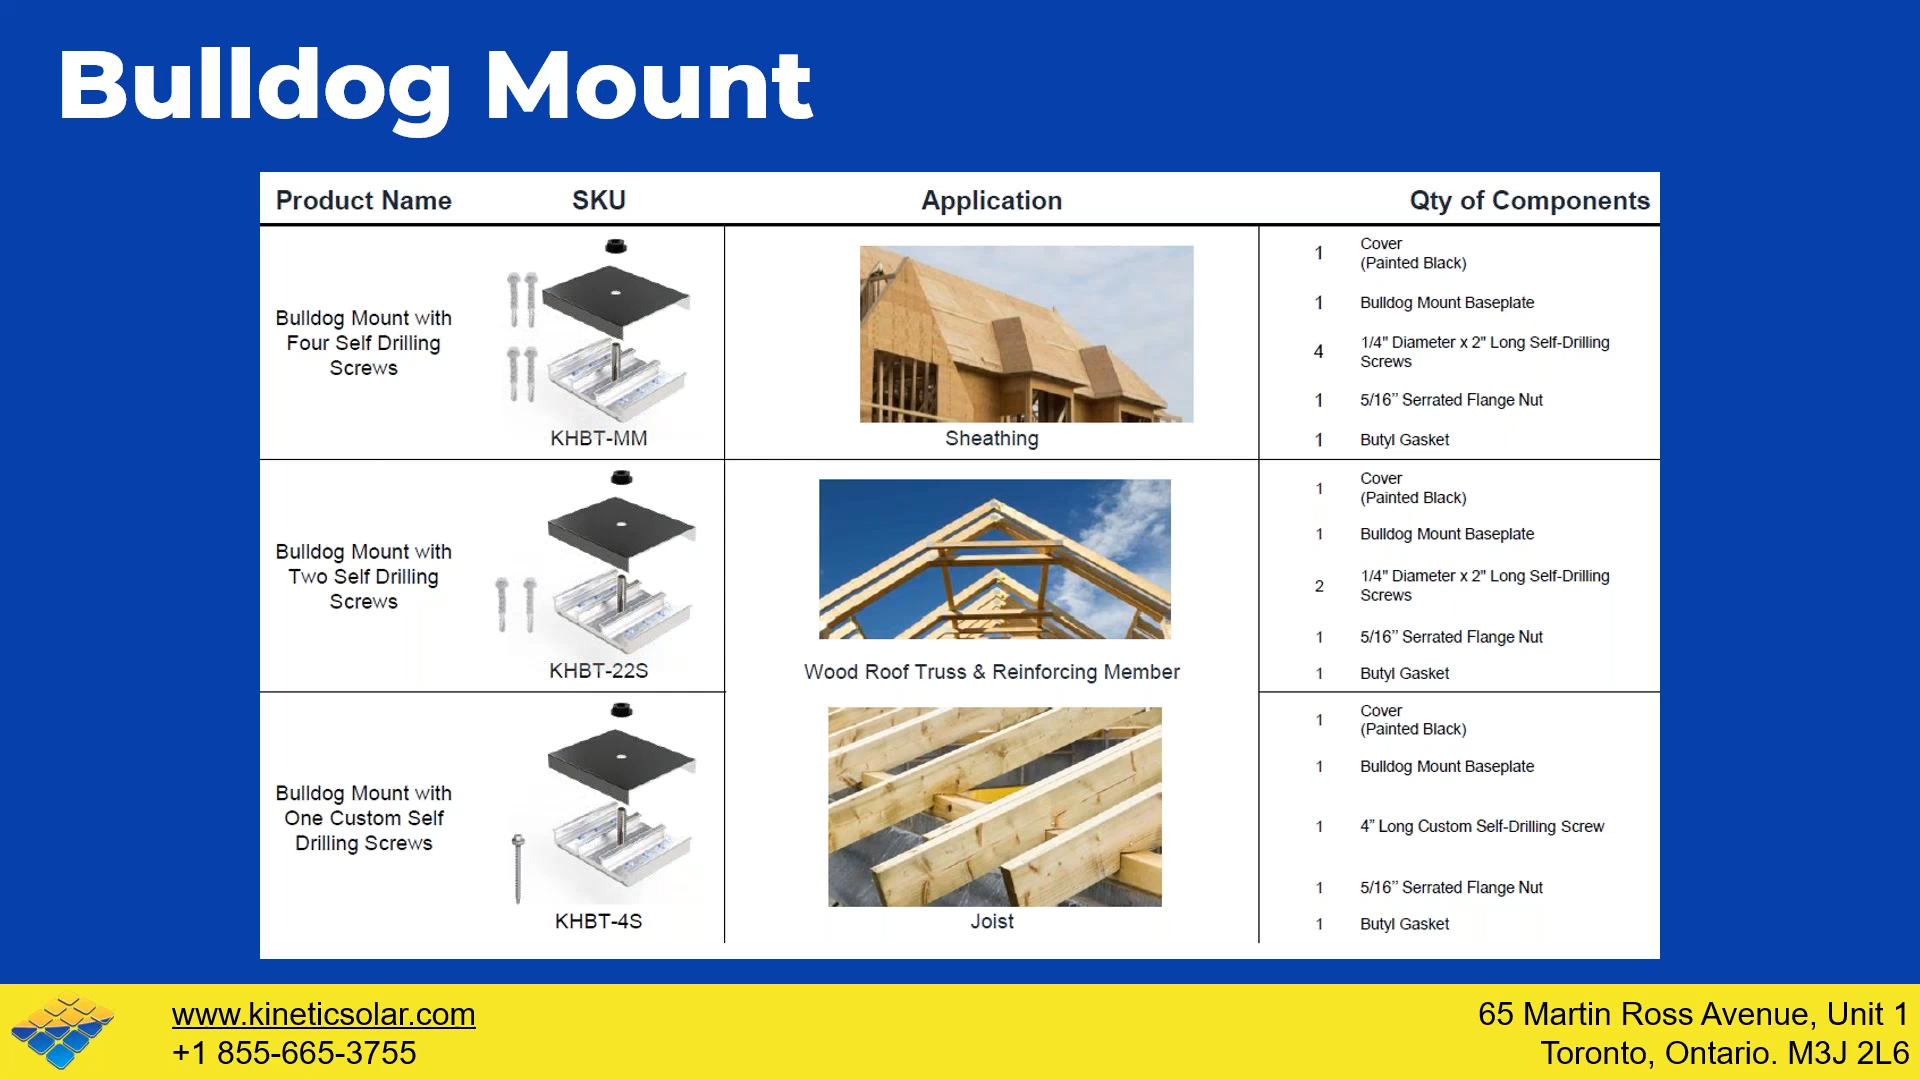 Bulldog Mount
Product Name SKU Application Qty of Components
Bulldog Mount with
Four Self Drilling
Screws
KHBT-MM
Sheathing
1 Cover
(Painted Black)
1 Bulldog Mount Baseplate
4 1/4" Diameter x 2" Long Self-Drilling
Screws
1 5/16’’ Serrated Flange Nut
1 Butyl Gasket
Bulldog Mount with
Two Self Drilling
Screws
KHBT-22S
Wood Roof Truss & Reinforcing Member
1 Cover
(Painted Black)
1 Bulldog Mount Baseplate
2 1/4" Diameter x 2" Long Self-Drilling
Screws
1 5/16’’ Serrated Flange Nut
1 Butyl Gasket
Bulldog Mount with
One Custom Self
Drilling Screws
KHBT-4S
Joist
1 Cover
(Painted Black)
1 Bulldog Mount Baseplate
1 4” Long Custom Self-Drilling Screw
1 5/16’’ Serrated Flange Nut
1 Butyl Gasket
www.kineticsolar.com
+1 855-665-3755
65 Martin Ross Avenue, Unit 1
Toronto, Ontario. M3J 2L6